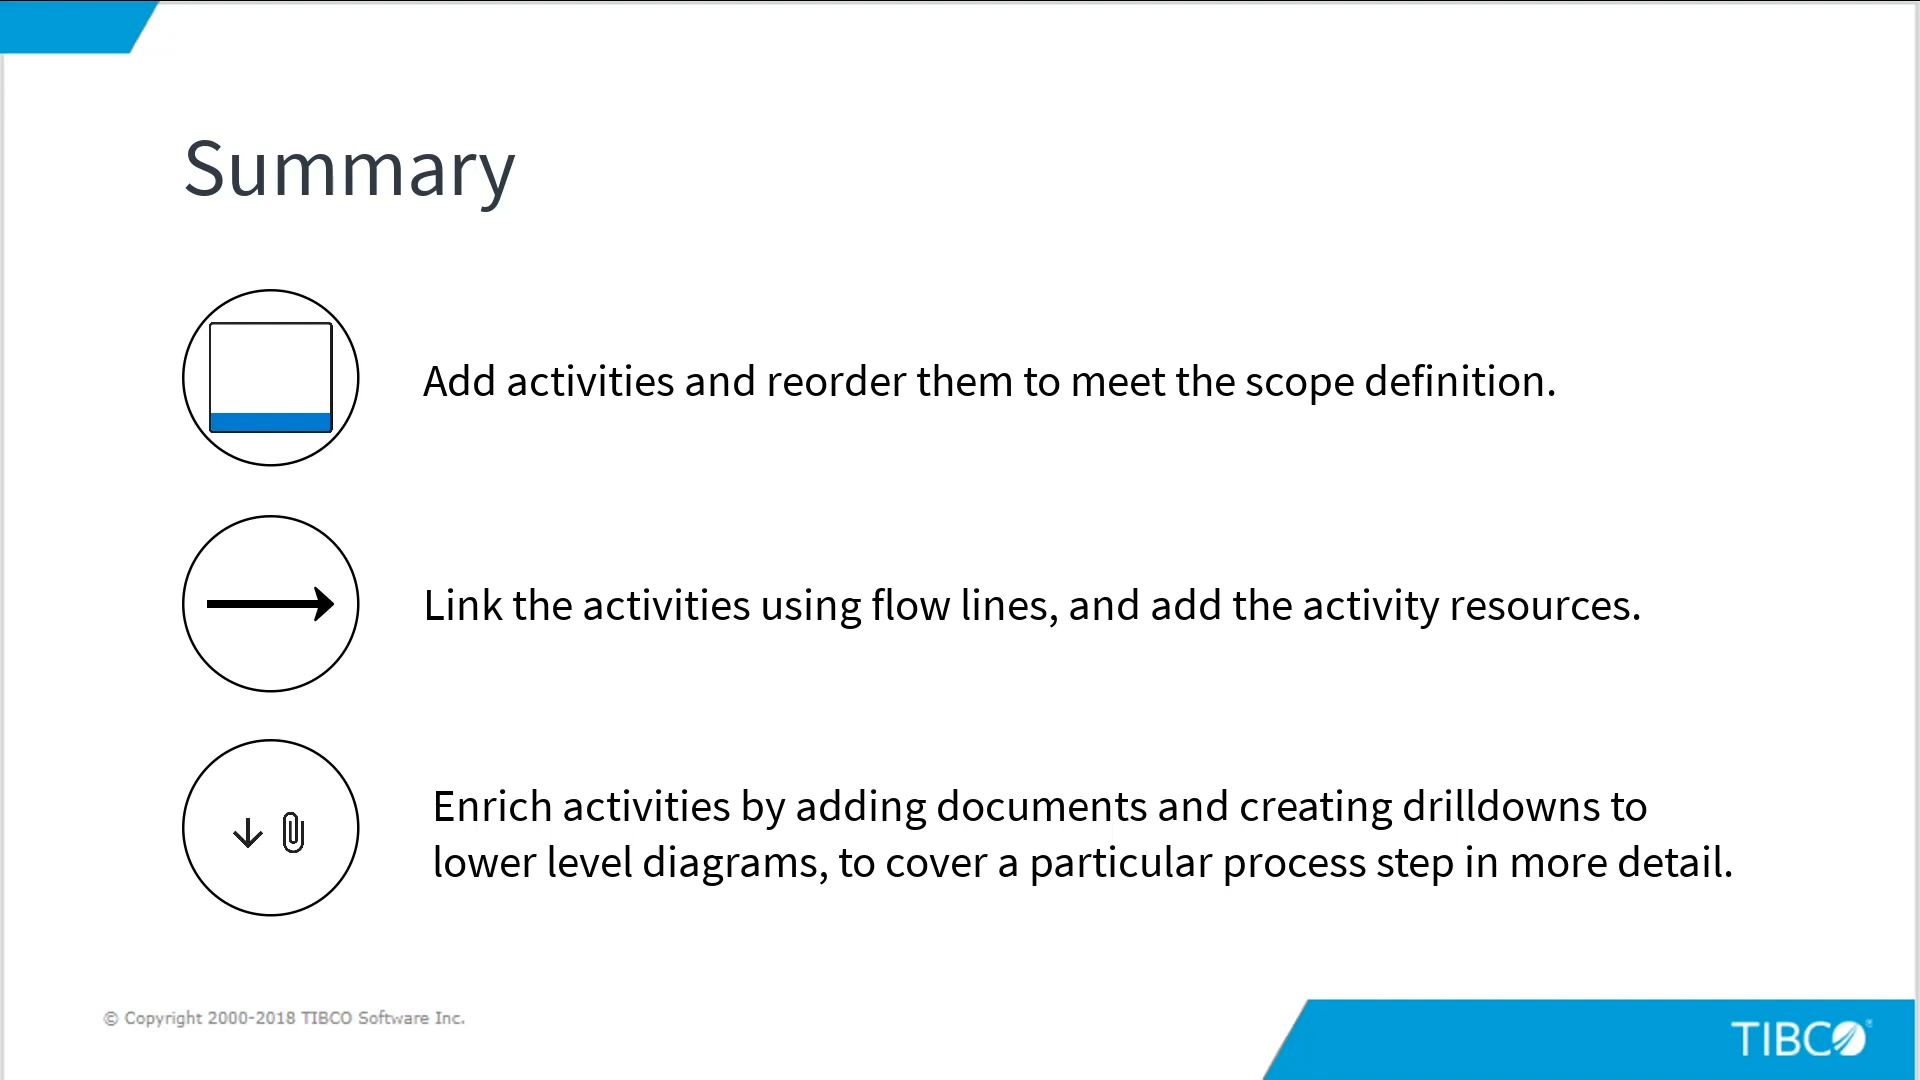 Summary
Add activities and reorder them to meet the scope definition.
Link the activities using flow lines, and add the activity resources.
Enrich activities by adding documents and creating drilldowns to
lower level diagrams, to cover a particular process step in more detail.
© Copyright 2000-2018 TIBCO Software Inc.
TIBCO®